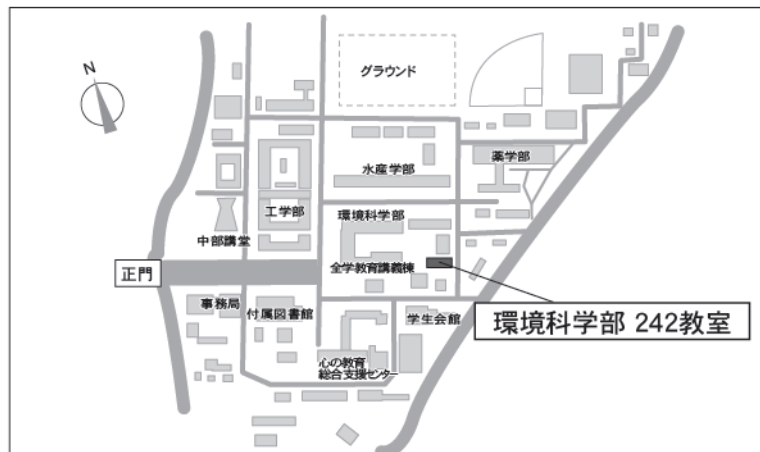 N
グラウンド
水産学部
薬学部
工学部
環境科学部
中部講堂
全学教育講義棟
正門
事務局
付属図書館
学生会館
環境科学部 242教室
心の教育
総合支援センター